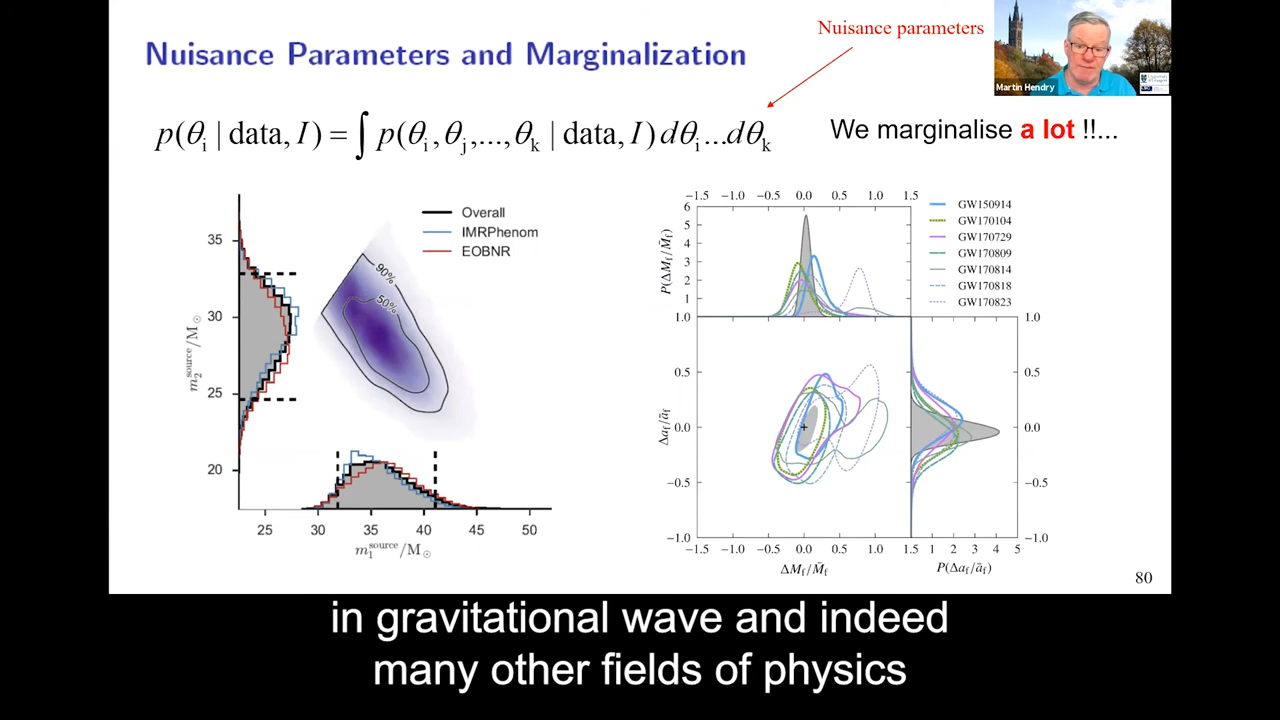 Nuisance Parameters and Marginalization
Nuisance parameters
Martin Hendry
p(θi | data, I) = ∫ p(θi, θj,..., θk | data, I) dθi...dθk
We marginalise a lot !!...
Overall
IMRPhenom
EOBNR
35
30
25
20
m2^source/M⊙
90%
50%
25 30 35 40 45 50
m1^source/M⊙
−1.5 −1.0 −0.5 0.0 0.5 1.0 1.5
6
5
4
3
2
1
P(ΔMf/M̄f)
GW150914
GW170104
GW170729
GW170809
GW170814
GW170818
GW170823
1.0 1.0
0.5 0.5
0.0 0.0
−0.5 −0.5
−1.0 −1.0
Δaf/āf
−1.5 −1.0 −0.5 0.0 0.5 1.0 1.5 1 2 3 4 5
ΔMf/M̄f
P(Δaf/āf)
80
in gravitational wave and indeed
many other fields of physics